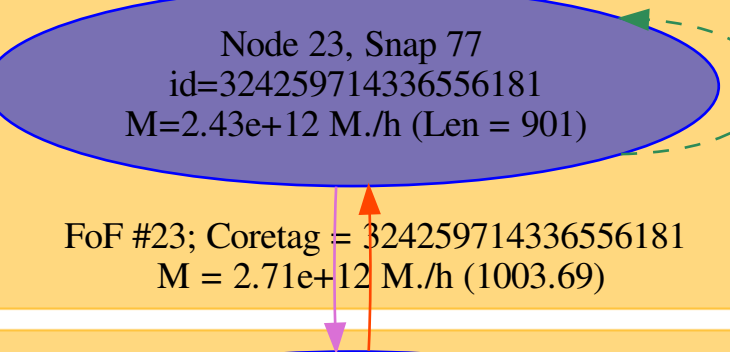 Node 23, Snap 77
id=324259714336556181
M=2.43e+12 M./h (Len = 901)
FoF #23; Coretag = 324259714336556181
M = 2.71e+12 M./h (1003.69)